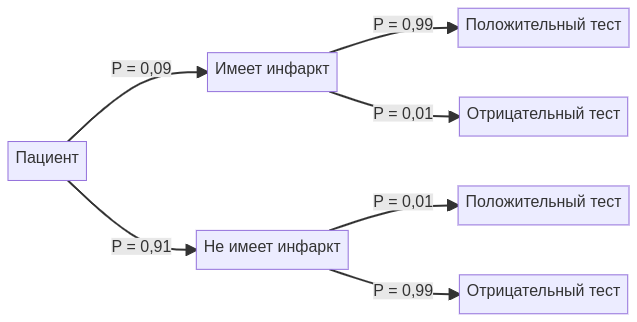 P = 0,99
Положительный тест
P = 0,09
Имеет инфаркт
P = 0,01
Отрицательный тест
Пациент
P = 0,01
Положительный тест
P = 0,91
Не имеет инфаркт
P = 0,99
Отрицательный тест